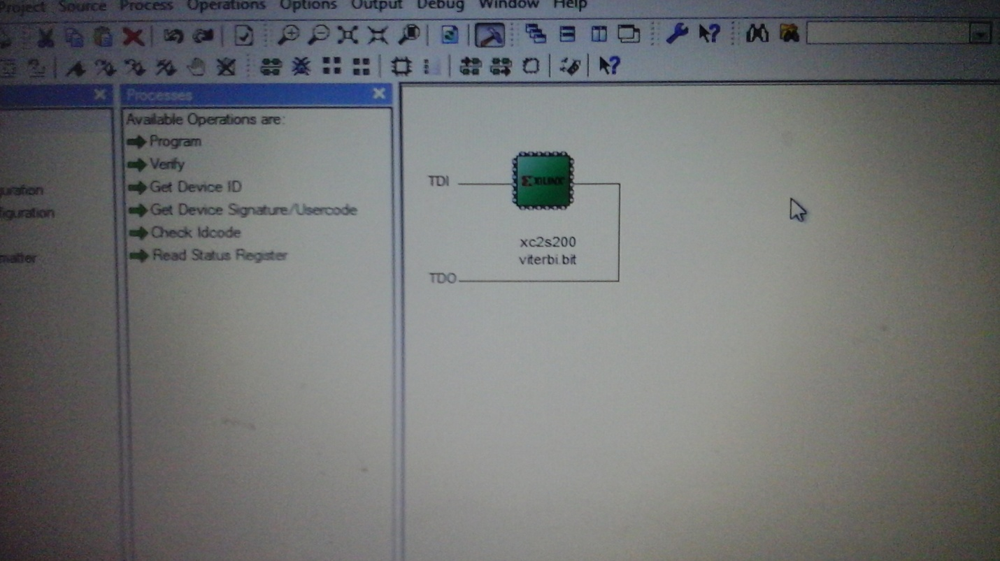 Project Source Process Operations Options Output Debug Window Help
Processes
Available Operations are:
Program
Verify
Get Device ID
Get Device Signature/Usercode
Check Idcode
Read Status Register
uration
figuration
matter
TDI
XILINX
xc2s200
viterbi.bit
TDO